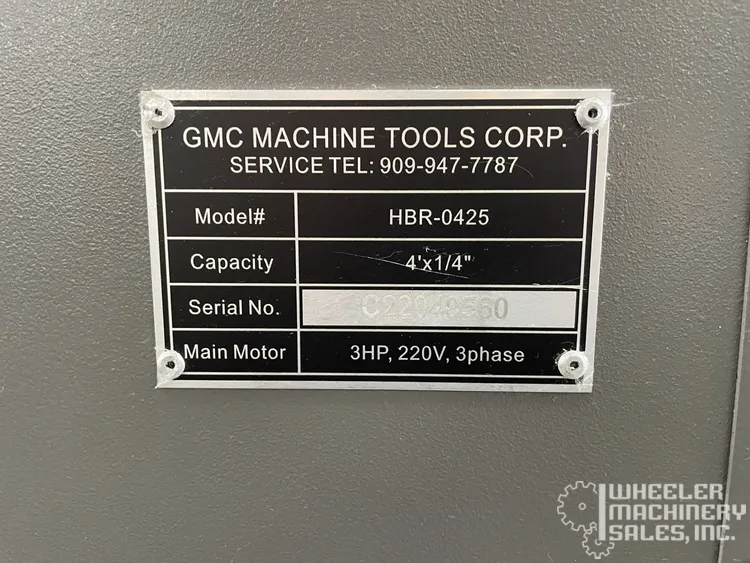 GMC MACHINE TOOLS CORP.
SERVICE TEL: 909-947-7787
Model# HBR-0425
Capacity 4'x1/4"
Serial No.
Main Motor 3HP, 220V, 3phase
WHEELER
MACHINERY
SALES, INC.